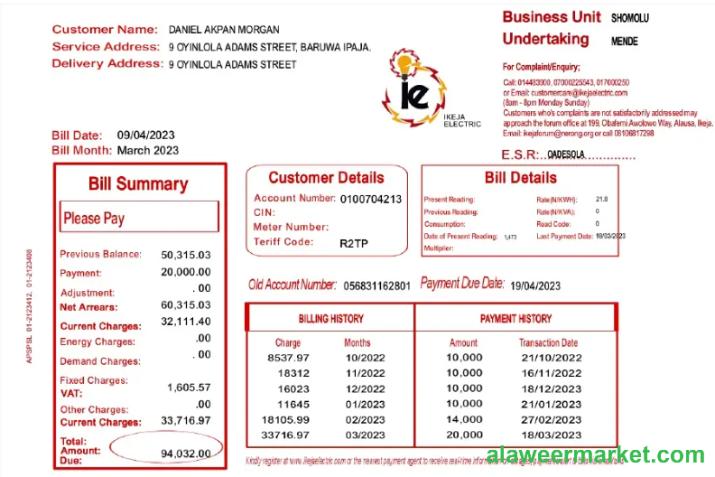 Customer Name: DANIEL AKPAN MORGAN
Service Address: 9 OYINLOLA ADAMS STREET, BARUWA IPAJA.
Delivery Address: 9 OYINLOLA ADAMS STREET
ie
IKEJA
ELECTRIC
Business Unit SHOMOLU
Undertaking MENDE
For Complaint/Enquiry;
Call: 014483900, 07000225543, 017000250
or Email: customercare@ikejaelectric.com
(8am - 8pm Monday Sunday)
Customers who's complaints are not satisfactorily addressed may
approach the forum office at 199, Obafemi Awolowo Way, Alausa, Ikeja.
Email: ikejaforum@nerong.org or call 08106817298
E.S.R:..OADESOLA..............
Bill Date: 09/04/2023
Bill Month: March 2023
Bill Summary
Please Pay
Previous Balance: 50,315.03
Payment: 20,000.00
Adjustment: .00
Net Arrears: 60,315.03
Current Charges: 32,111.40
Energy Charges: .00
Demand Charges: .00
Fixed Charges:
VAT: 1,605.57
Other Charges: .00
Current Charges: 33,716.97
Total:
Amount: 94,032.00
Due:
APSPSL 01-2123412, 01-2123408
Customer Details
Account Number: 0100704213
CIN:
Meter Number:
Teriff Code: R2TP
Bill Details
Present Reading: Rate(N/KWH): 21.8
Previous Reading: Rate(N/KVA): 0
Consumption: Read Code: 0
Date of Present Reading: 1,473 Last Payment Date: 18/03/2023
Multiplier:
Old Account Number: 056831162801 Payment Due Date: 19/04/2023
BILLING HISTORY PAYMENT HISTORY
Charge Months Amount Transaction Date
8537.97 10/2022 10,000 21/10/2022
18312 11/2022 10,000 16/11/2022
16023 12/2022 10,000 18/12/2023
11645 01/2023 10,000 21/01/2023
18105.99 02/2023 14,000 27/02/2023
33716.97 03/2023 20,000 18/03/2023
Kindly register at www.ikejaelectric.com or the nearest payment agent to receive real-time information
alaweermarket.com